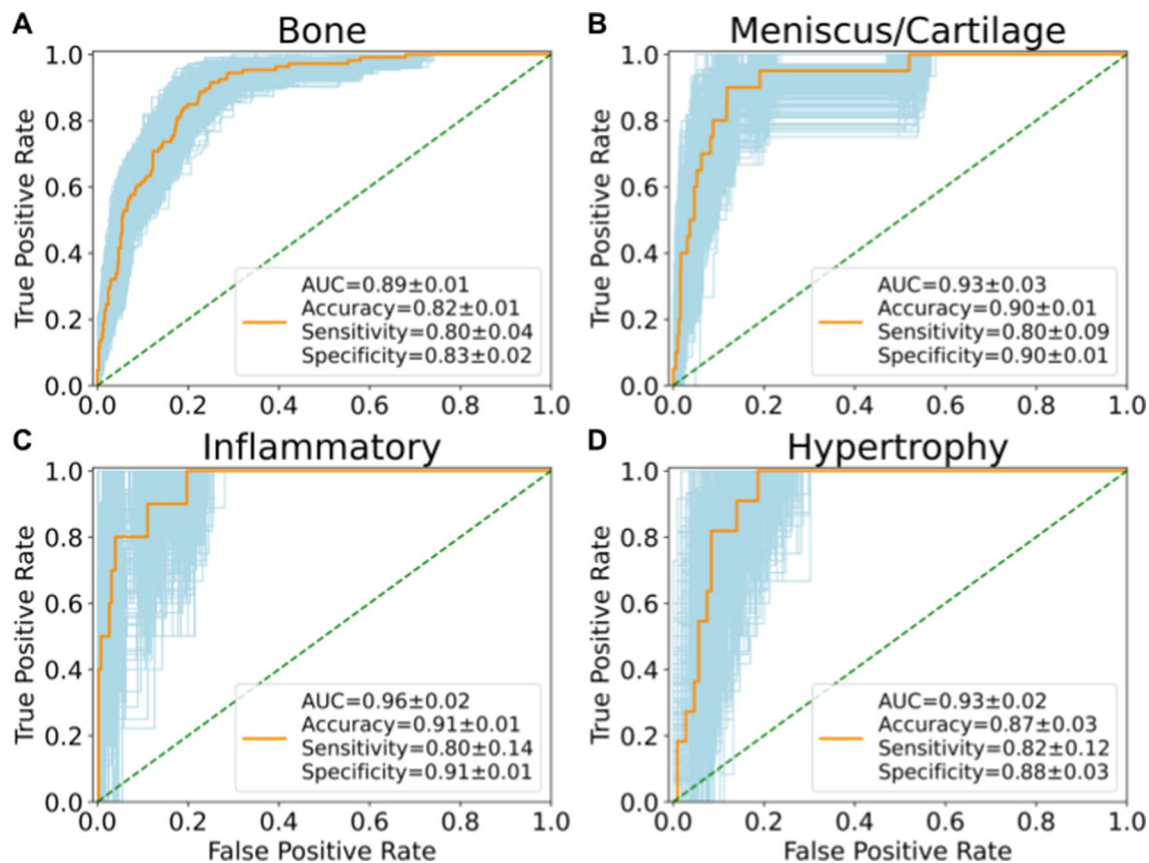 A
Bone
1.0
0.8
0.6
0.4
0.2
0.0
True Positive Rate
AUC=0.89±0.01
Accuracy=0.82±0.01
Sensitivity=0.80±0.04
Specificity=0.83±0.02
0.0 0.2 0.4 0.6 0.8 1.0
B
Meniscus/Cartilage
1.0
0.8
0.6
0.4
0.2
0.0
True Positive Rate
AUC=0.93±0.03
Accuracy=0.90±0.01
Sensitivity=0.80±0.09
Specificity=0.90±0.01
0.0 0.2 0.4 0.6 0.8 1.0
C
Inflammatory
1.0
0.8
0.6
0.4
0.2
0.0
True Positive Rate
AUC=0.96±0.02
Accuracy=0.91±0.01
Sensitivity=0.80±0.14
Specificity=0.91±0.01
0.0 0.2 0.4 0.6 0.8 1.0
False Positive Rate
D
Hypertrophy
1.0
0.8
0.6
0.4
0.2
0.0
True Positive Rate
AUC=0.93±0.02
Accuracy=0.87±0.03
Sensitivity=0.82±0.12
Specificity=0.88±0.03
0.0 0.2 0.4 0.6 0.8 1.0
False Positive Rate